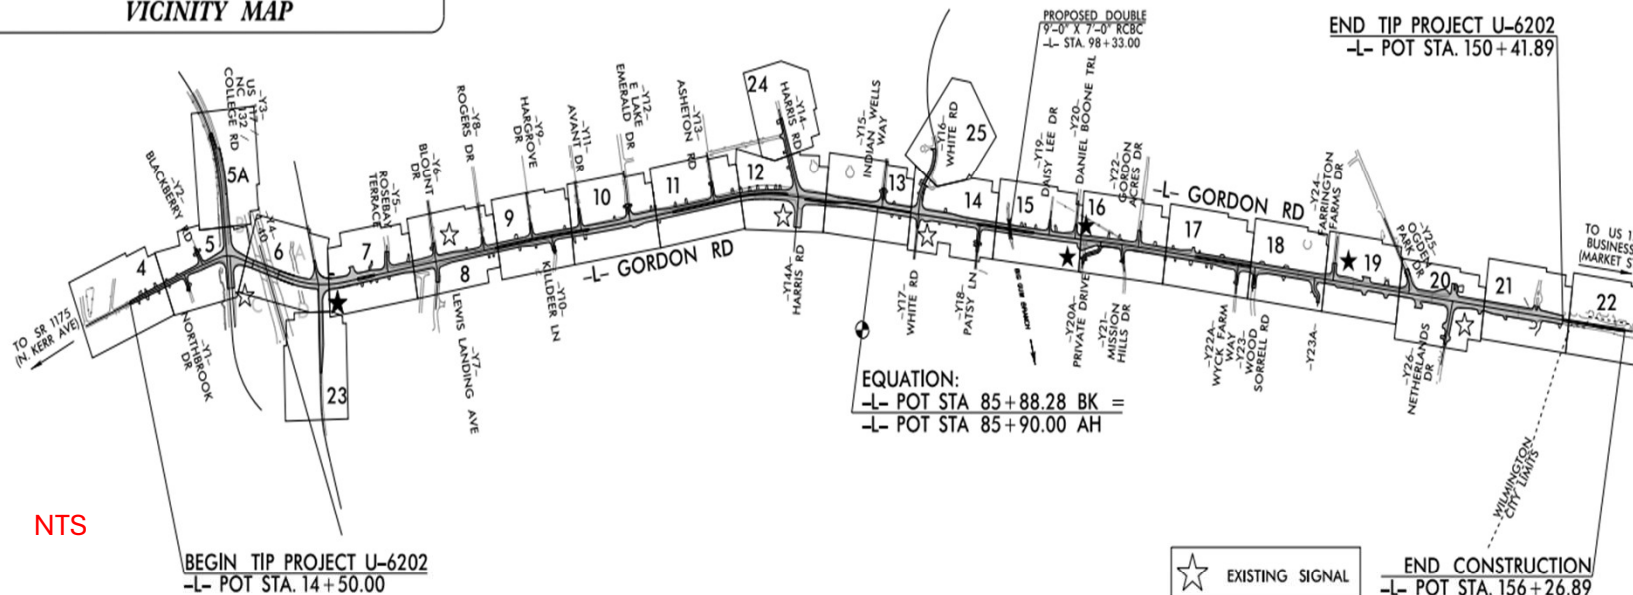 VICINITY MAP
PROPOSED DOUBLE
9'-0" X 7'-0" RCBC
-L- STA. 98+33.00
END TIP PROJECT U-6202
-L- POT STA. 150+41.89
24
-Y14-
HARRIS RD
-Y3-
US 117/
NC 132 /
COLLEGE RD
-Y8-
ROGERS DR
-Y9-
HARGROVE
DR
-Y11-
AVANT DR
-Y12-
E LAKE
EMERALD DR
-Y13-
ASHETON RD
-Y15-
INDIAN WELLS
WAY
-Y16-
WHITE RD
25
-Y19-
DAISY LEE DR
-Y20-
DANIEL BOONE TRL
-Y22-
GORDON
ACRES DR
-L- GORDON RD
-Y24-
FARRINGTON
FARMS DR
-Y25-
OGDEN
PARK DR
TO US 1
BUSINESS
(MARKET S
-Y2-
BLACKBERRY RD
5A
-Y4-
I-40
-Y5-
ROSEBAY
TERRACE
-Y6-
BLOUNT
DR
4
5
6
7
8
9
10
11
12
13
14
15
16
17
18
19
20
21
22
23
-L- GORDON RD
TO SR 1175
(N. KERR AVE)
-Y1-
NORTHBROOK
DR
-Y7-
LEWIS LANDING AVE
-Y10-
KILLDEER LN
-Y14A-
HARRIS RD
-Y17-
WHITE RD
-Y18-
PATSY LN
-Y20A-
PRIVATE DRIVE
-Y21-
MISSION
HILLS DR
-Y22A-
WYCK FARM
WAY
-Y23-
WOOD
SORRELL RD
-Y23A-
-Y26-
NETHERLANDS
DR
EQUATION:
-L- POT STA 85+88.28 BK =
-L- POT STA 85+90.00 AH
WILMINGTON
CITY LIMITS
NTS
BEGIN TIP PROJECT U-6202
-L- POT STA. 14+50.00
EXISTING SIGNAL
END CONSTRUCTION
-L- POT STA. 156+26.89